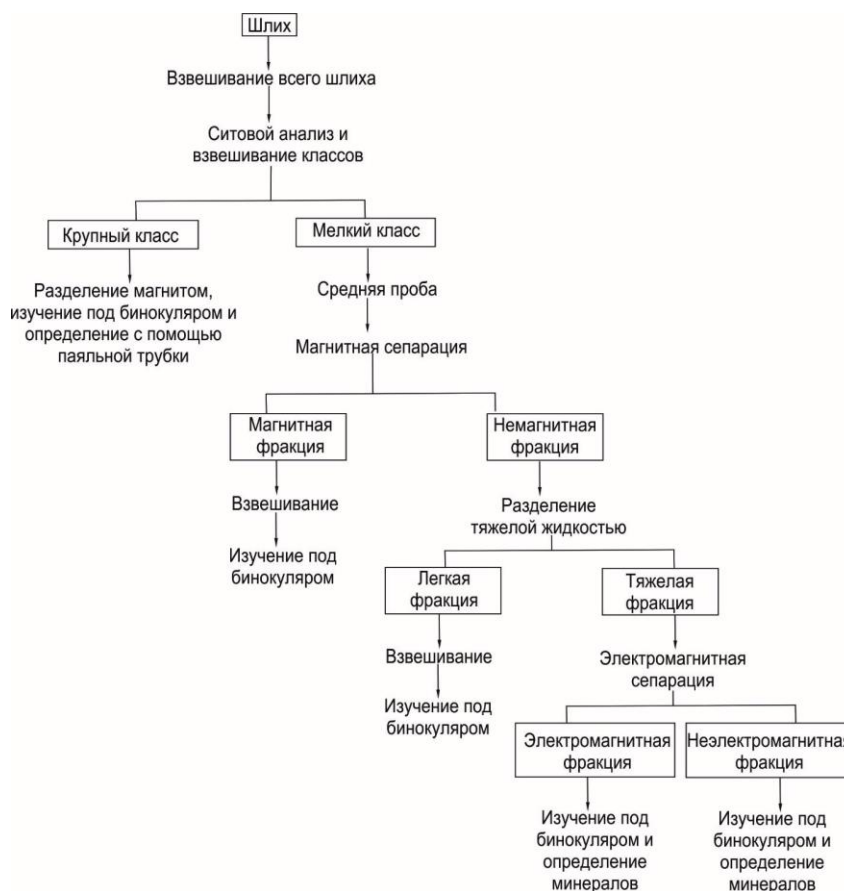 Шлих
Взвешивание всего шлиха
Ситовой анализ и
взвешивание классов
Крупный класс
Мелкий класс
Разделение магнитом,
изучение под бинокуляром и
определение с помощью
паяльной трубки
Средняя проба
Магнитная сепарация
Магнитная
фракция
Немагнитная
фракция
Взвешивание
Изучение под
бинокуляром
Разделение
тяжелой жидкостью
Легкая
фракция
Тяжелая
фракция
Взвешивание
Изучение под
бинокуляром
Электромагнитная
сепарация
Электромагнитная
фракция
Неэлектромагнитная
фракция
Изучение под
бинокуляром и
определение
минералов
Изучение под
бинокуляром и
определение
минералов